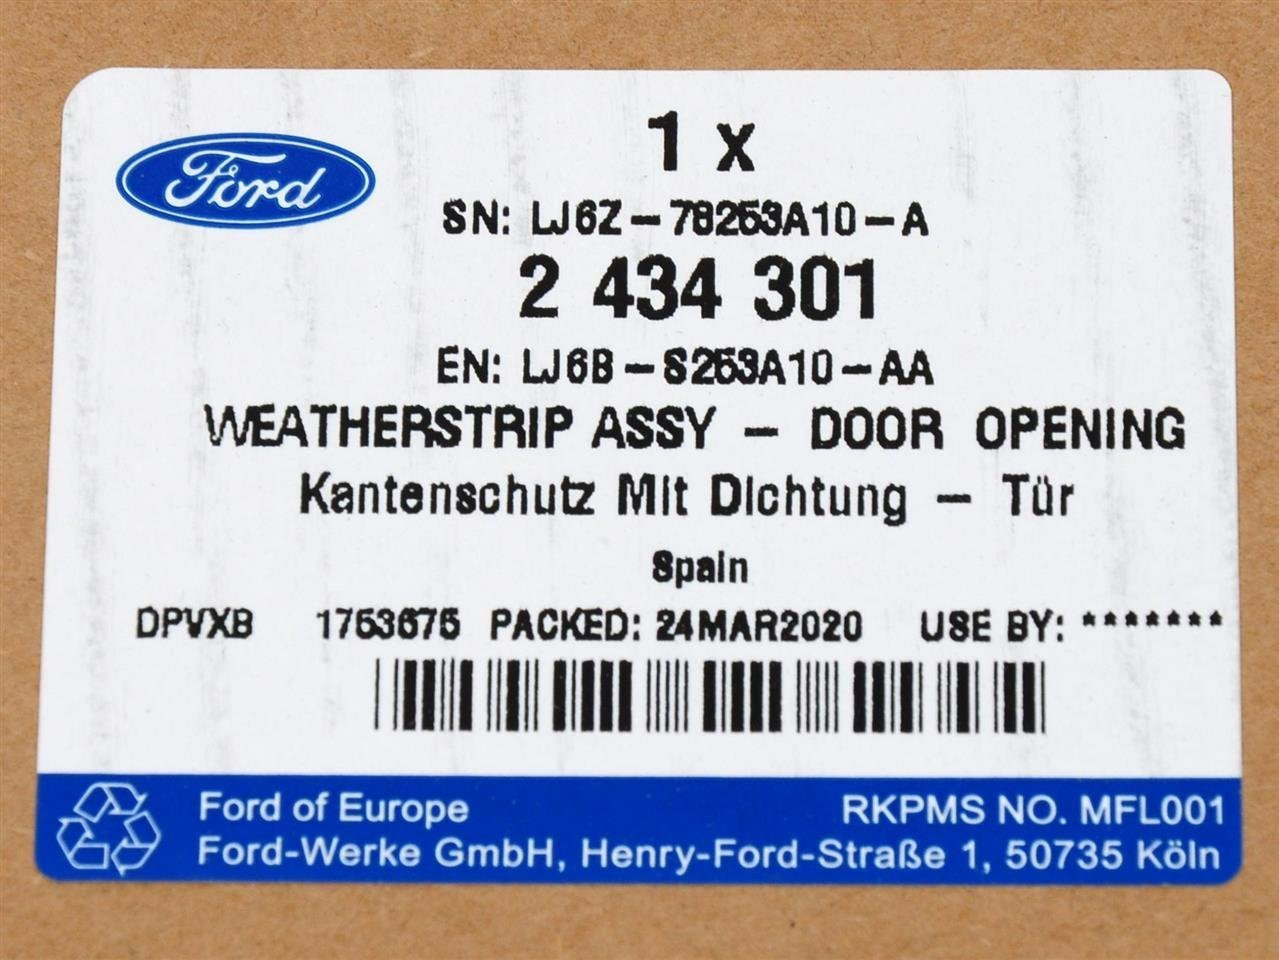 Ford
1 x
SN: LJ6Z-78253A10-A
2 434 301
EN: LJ6B-S253A10-AA
WEATHERSTRIP ASSY - DOOR OPENING
Kantenschutz Mit Dichtung - Tür
Spain
DPVXB 1753675 PACKED: 24MAR2020 USE BY: *******
Ford of Europe RKPMS NO. MFL001
Ford-Werke GmbH, Henry-Ford-Straße 1, 50735 Köln